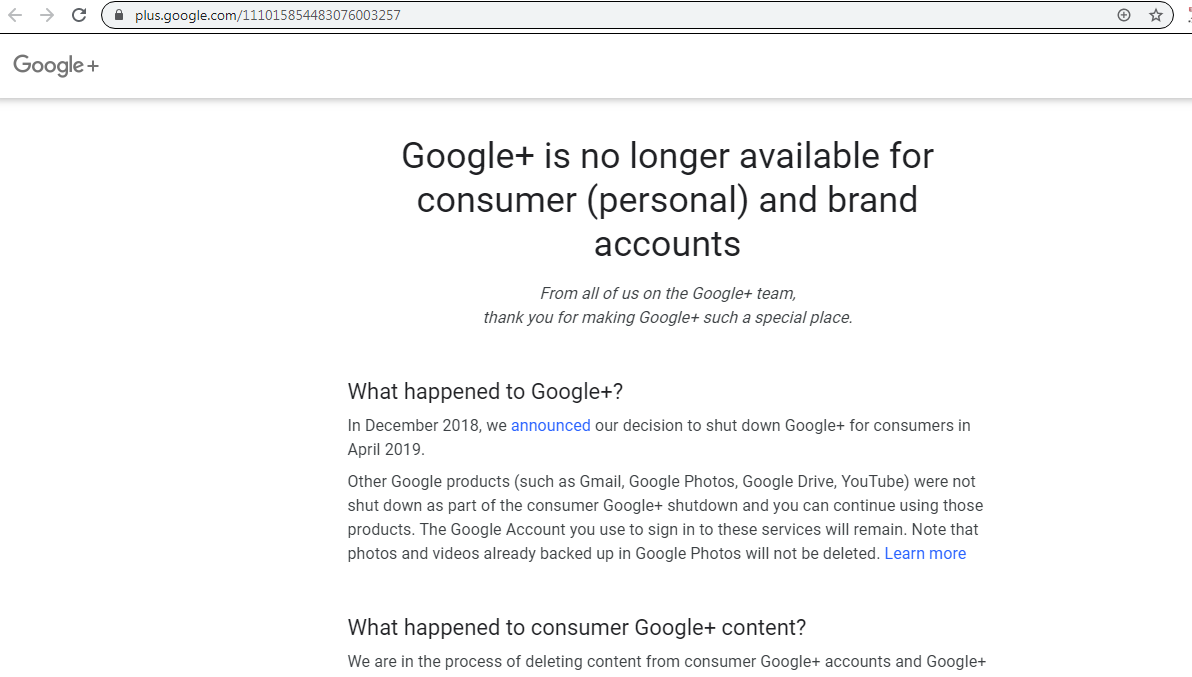 plus.google.com/111015854483076003257
Google+
Google+ is no longer available for
consumer (personal) and brand
accounts
From all of us on the Google+ team,
thank you for making Google+ such a special place.
What happened to Google+?
In December 2018, we announced our decision to shut down Google+ for consumers in
April 2019.
Other Google products (such as Gmail, Google Photos, Google Drive, YouTube) were not
shut down as part of the consumer Google+ shutdown and you can continue using those
products. The Google Account you use to sign in to these services will remain. Note that
photos and videos already backed up in Google Photos will not be deleted. Learn more
What happened to consumer Google+ content?
We are in the process of deleting content from consumer Google+ accounts and Google+